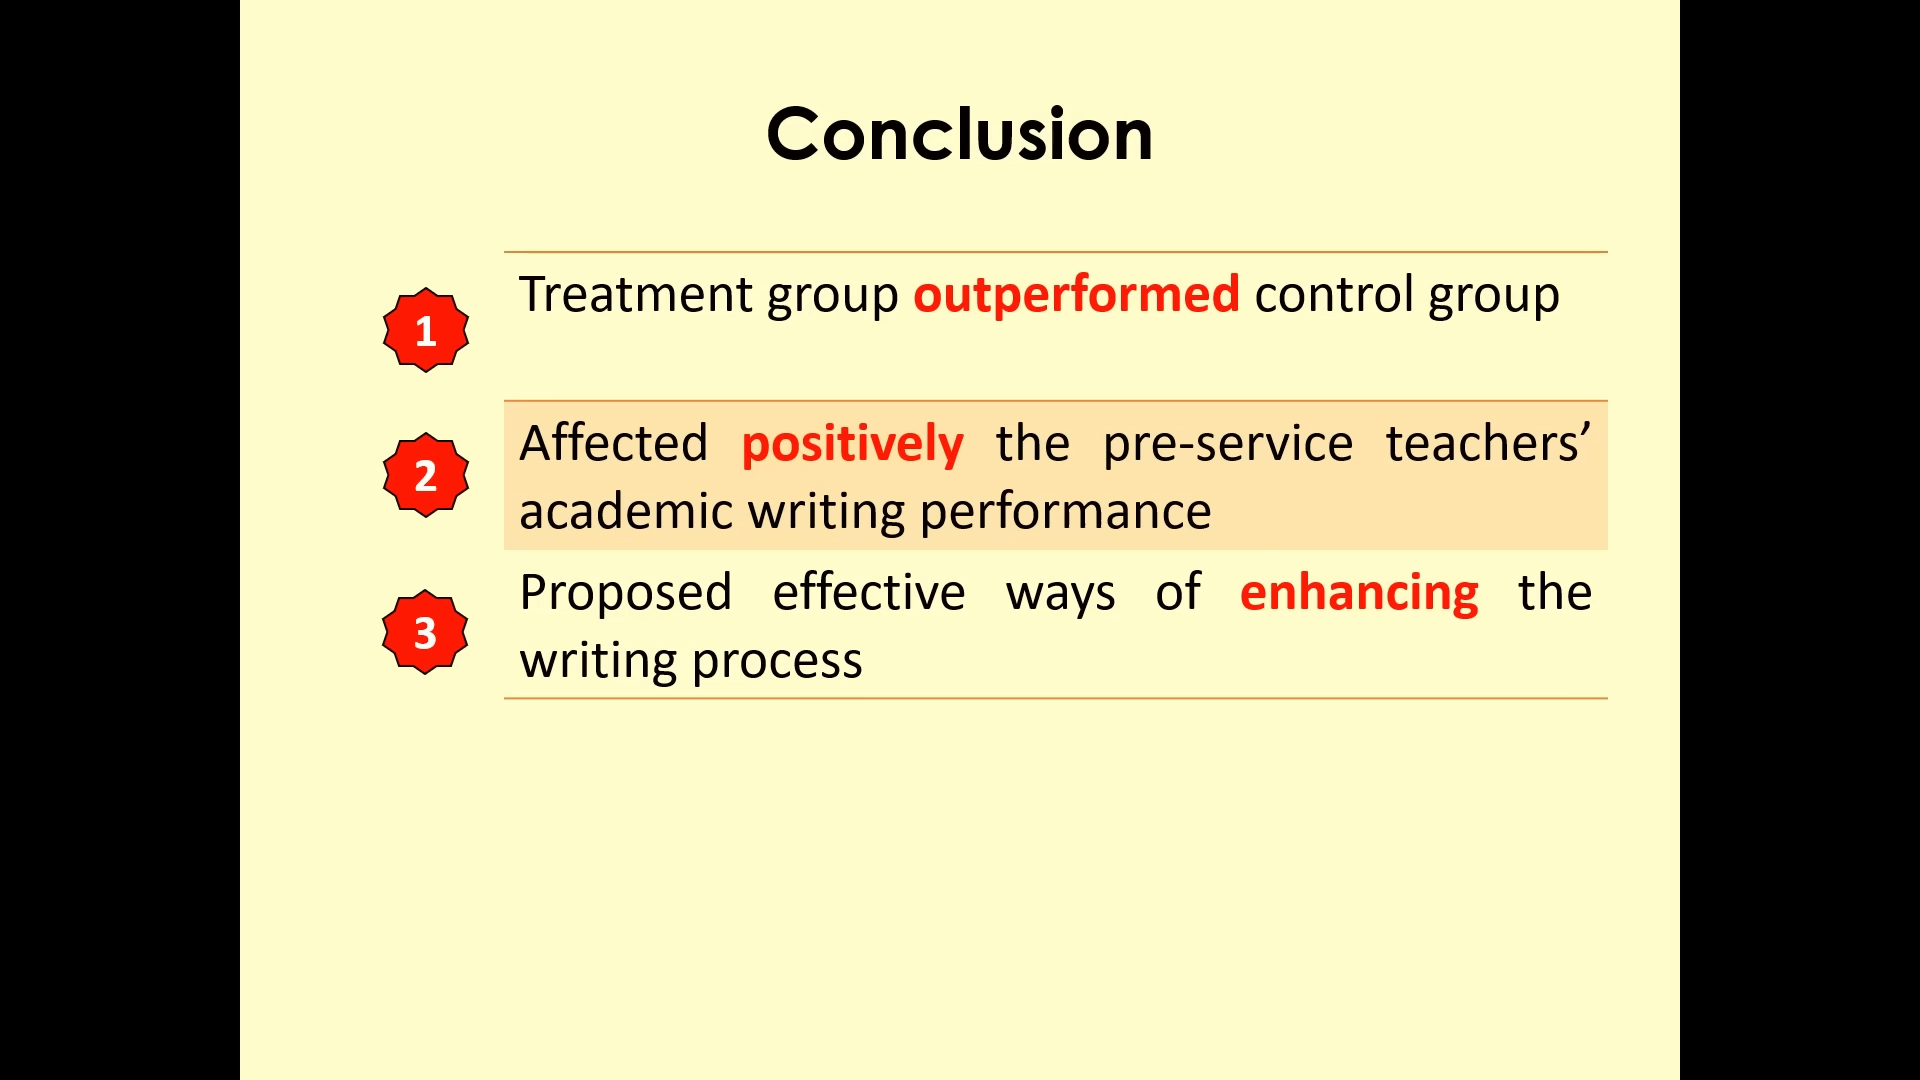 Conclusion
1
Treatment group outperformed control group
2
Affected positively the pre-service teachers’
academic writing performance
3
Proposed effective ways of enhancing the
writing process